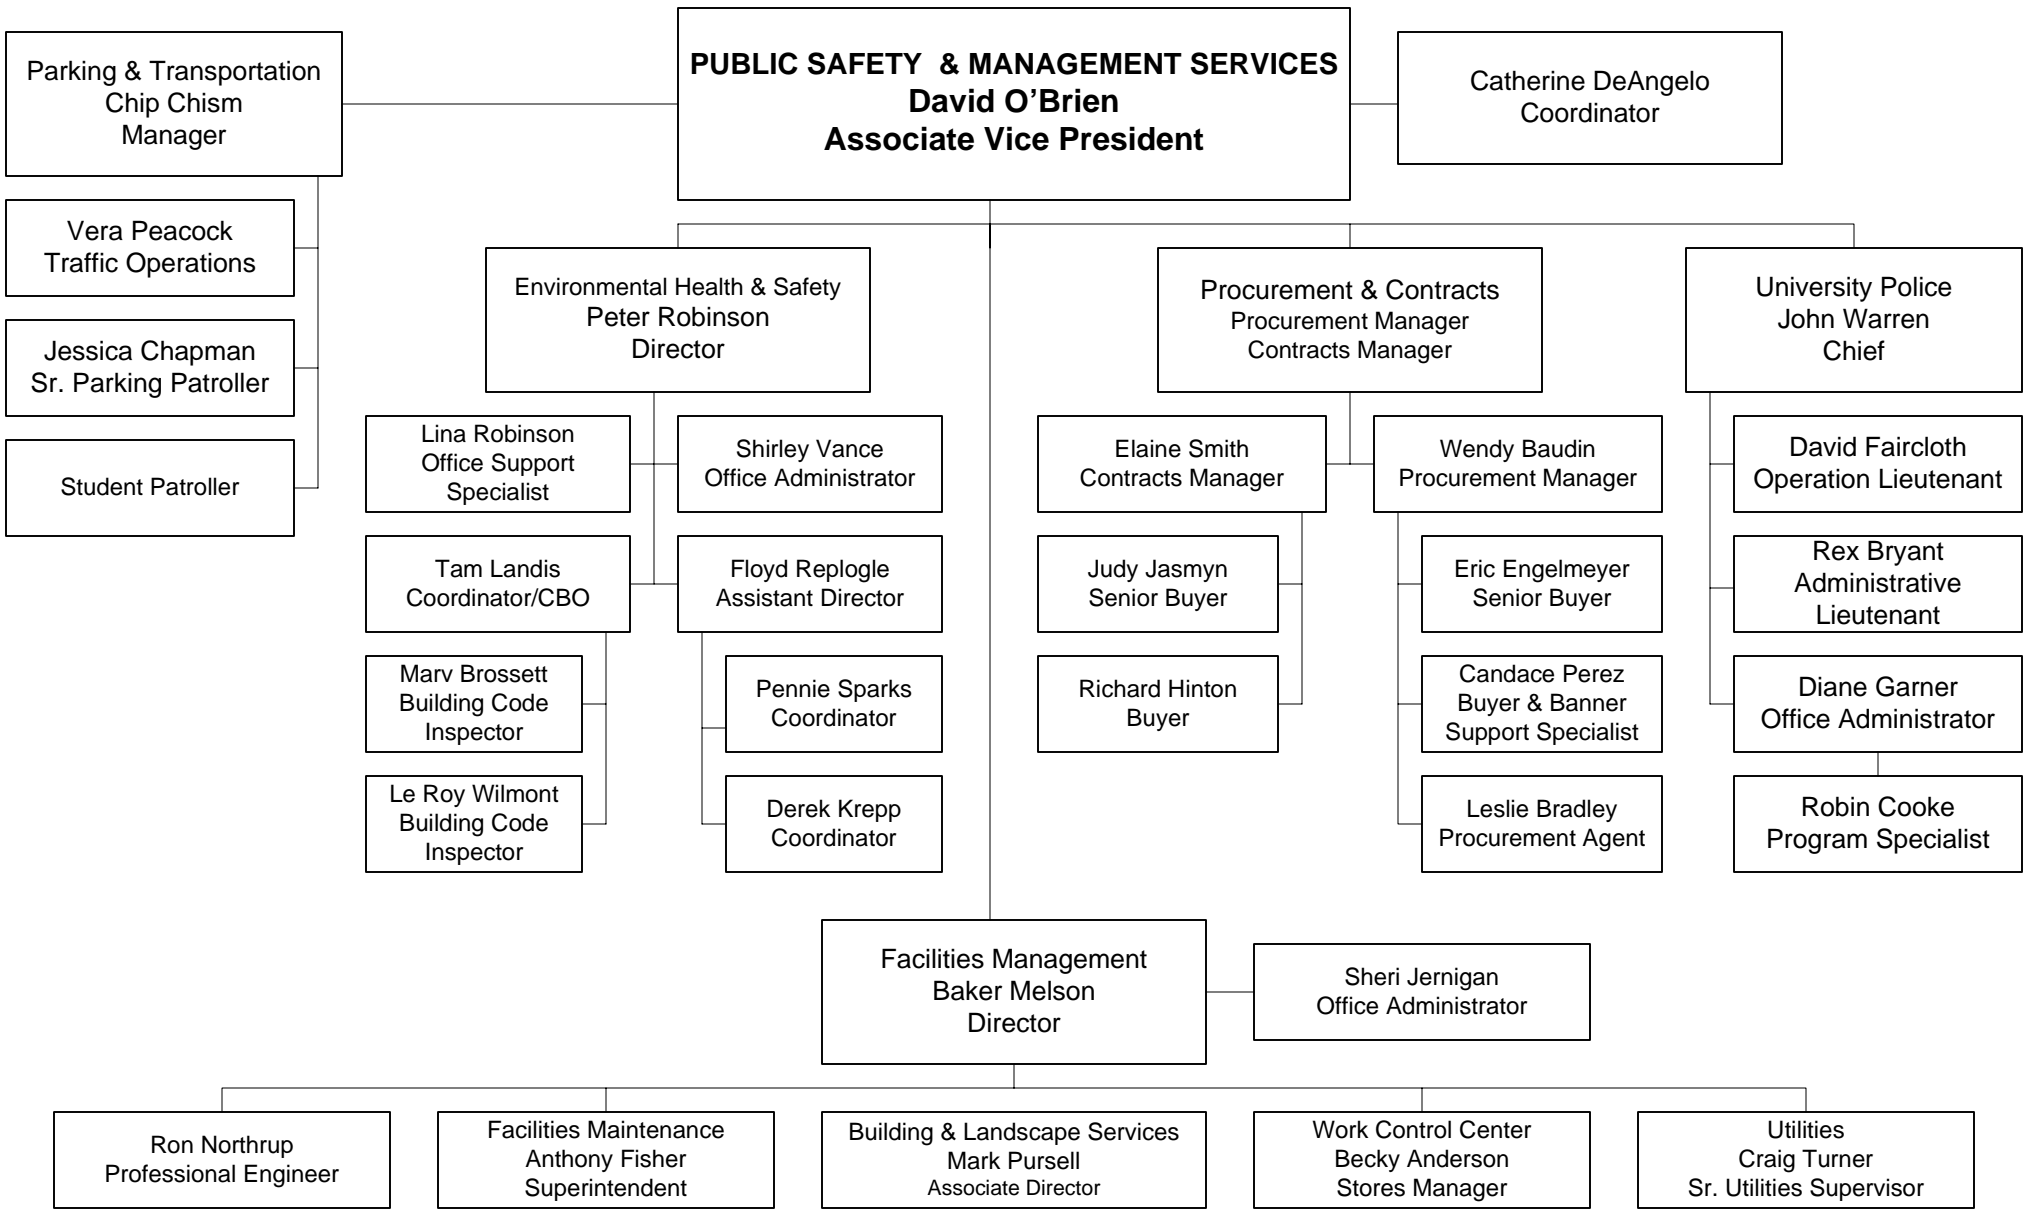 PUBLIC SAFETY & MANAGEMENT SERVICES
David O’Brien
Associate Vice President
Parking & Transportation
Chip Chism
Manager
Catherine DeAngelo
Coordinator
Vera Peacock
Traffic Operations
Jessica Chapman
Sr. Parking Patroller
Student Patroller
Environmental Health & Safety
Peter Robinson
Director
Lina Robinson
Office Support
Specialist
Shirley Vance
Office Administrator
Tam Landis
Coordinator/CBO
Floyd Replogle
Assistant Director
Marv Brossett
Building Code
Inspector
Pennie Sparks
Coordinator
Le Roy Wilmont
Building Code
Inspector
Derek Krepp
Coordinator
Procurement & Contracts
Procurement Manager
Contracts Manager
Elaine Smith
Contracts Manager
Wendy Baudin
Procurement Manager
Judy Jasmyn
Senior Buyer
Eric Engelmeyer
Senior Buyer
Richard Hinton
Buyer
Candace Perez
Buyer & Banner
Support Specialist
Leslie Bradley
Procurement Agent
University Police
John Warren
Chief
David Faircloth
Operation Lieutenant
Rex Bryant
Administrative
Lieutenant
Diane Garner
Office Administrator
Robin Cooke
Program Specialist
Facilities Management
Baker Melson
Director
Sheri Jernigan
Office Administrator
Ron Northrup
Professional Engineer
Facilities Maintenance
Anthony Fisher
Superintendent
Building & Landscape Services
Mark Pursell
Associate Director
Work Control Center
Becky Anderson
Stores Manager
Utilities
Craig Turner
Sr. Utilities Supervisor